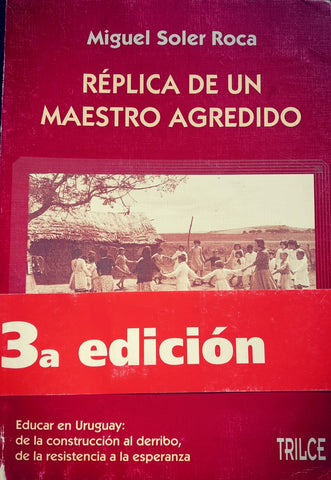 Miguel Soler Roca
RÉPLICA DE UN
MAESTRO AGREDIDO
3a edición
Educar en Uruguay:
de la construcción al derribo,
de la resistencia a la esperanza
TRILCE